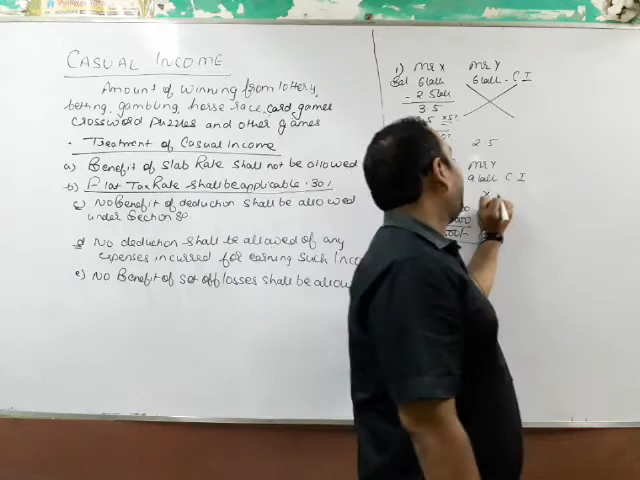 CASUAL INCOME
Amount of winning from lottery,
betting, gambling, horse race, card games
crossword puzzles and other games
• Treatment of Casual income
a) Benefit of slab Rate shall not be allowed
b) Flat Tax Rate shall be applicable. 30%
c) NO Benefit of deduction shall be allowed
under Section 80
d) NO deduction shall be allowed of any
expenses incurred for earning such Inco
e) NO Benefit of set off losses shall be allow
1) Mr X Mr Y
Sal 6 lakh 6 lakh - C I
- 2.5 lakh
3.5
2 5
Mr Y
lakh C I
x